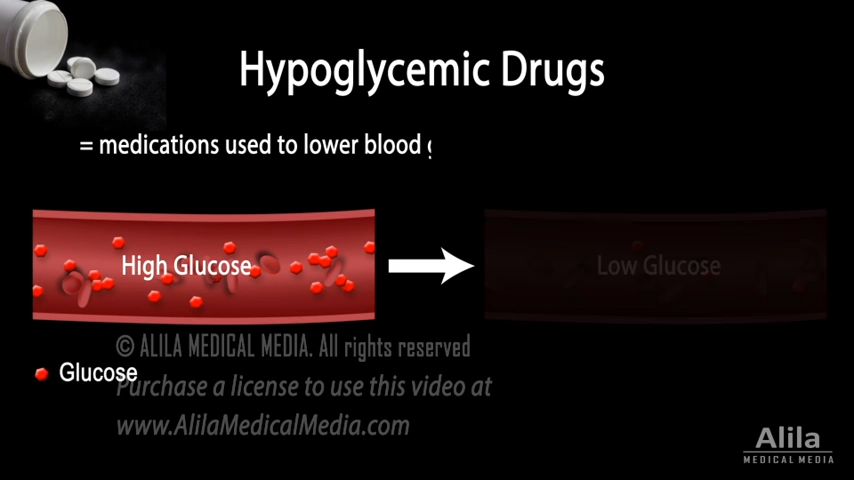 Hypoglycemic Drugs
= medications used to lower blood
High Glucose
Low Glucose
© ALILA MEDICAL MEDIA. All rights reserved
Glucose
Purchase a license to use this video at
www.AlilaMedicalMedia.com
Alila
MEDICAL MEDIA